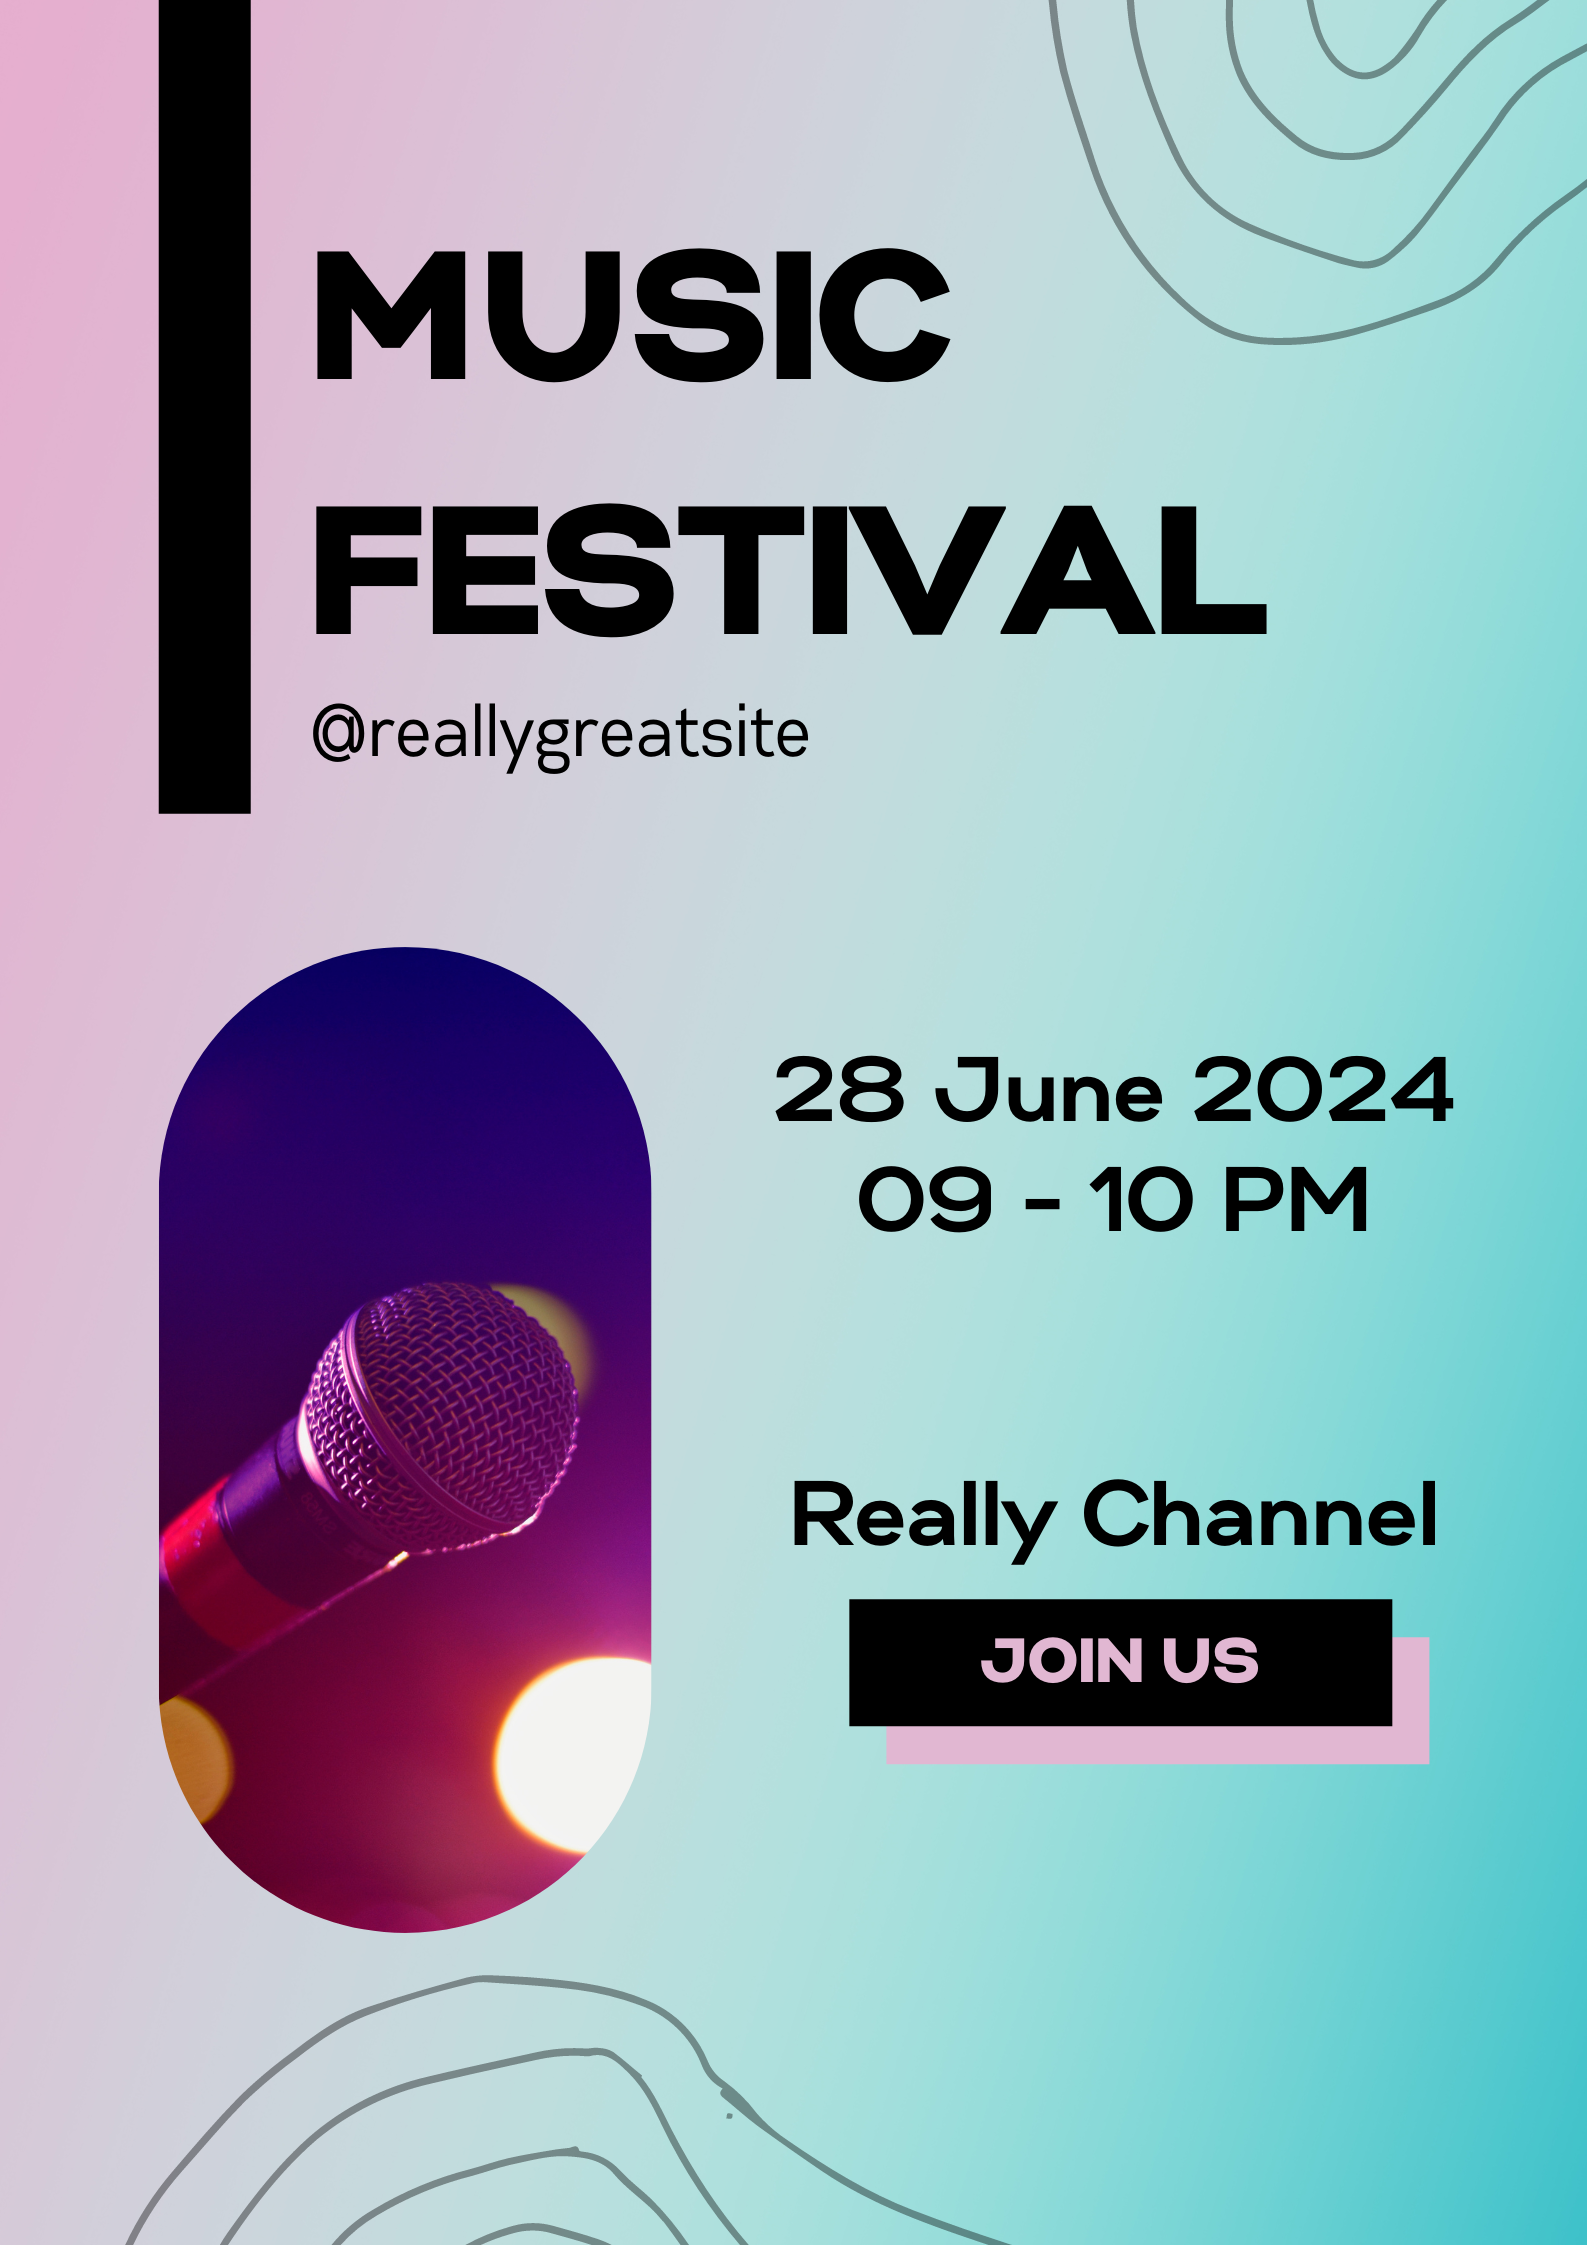 MUSIC
FESTIVAL
@reallygreatsite
28 June 2024
09 - 10 PM
Really Channel
JOIN US